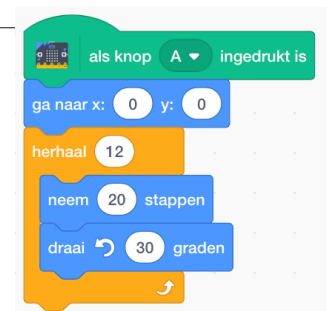 als knop A ingedrukt is
ga naar x: 0 y: 0
herhaal 12
neem 20 stappen
draai 30 graden